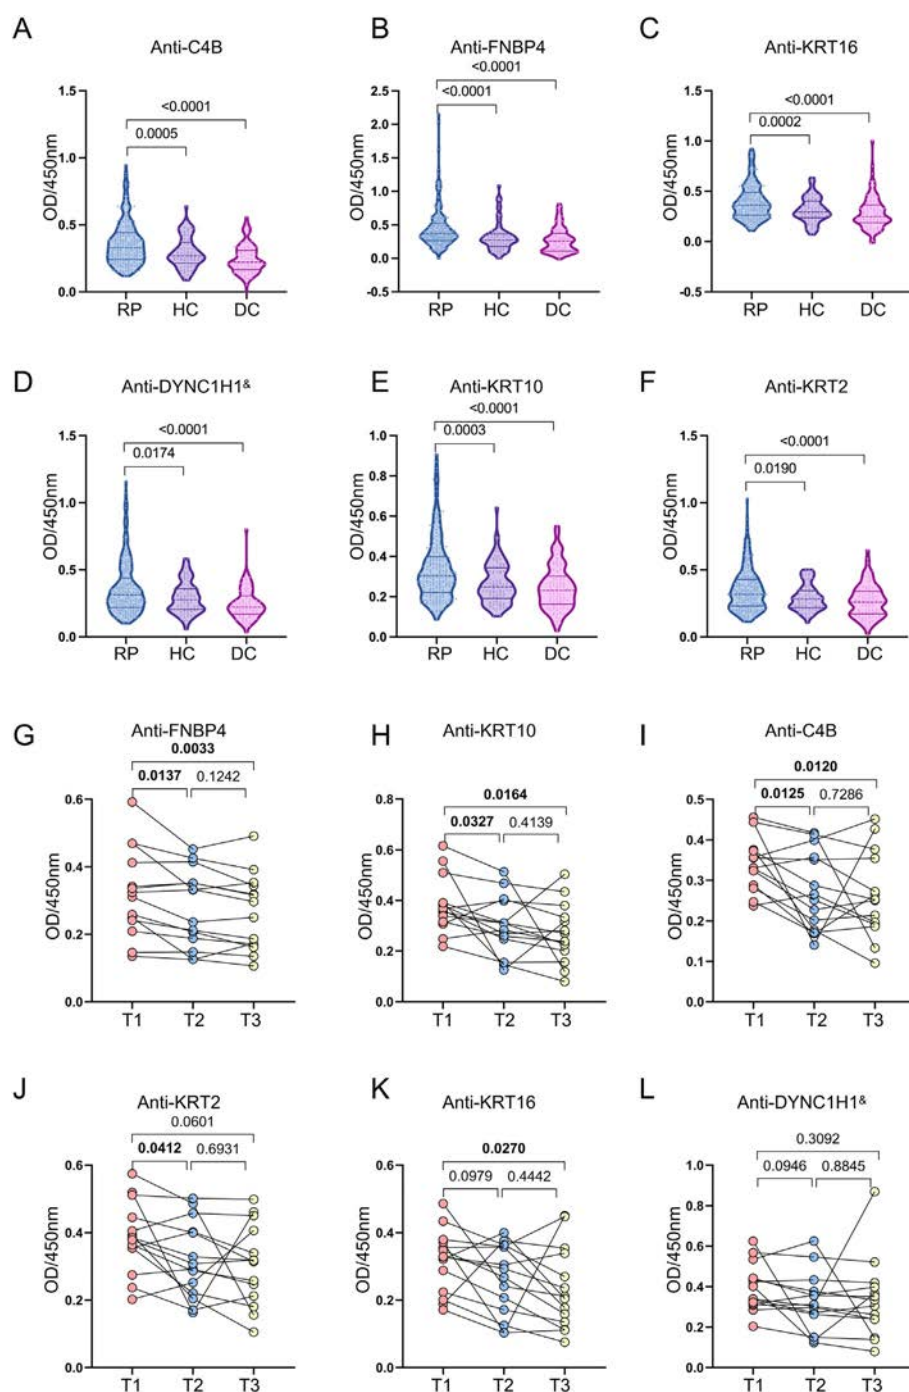 A
Anti-C4B
OD/450nm
1.5
1.0
0.5
0.0
<0.0001
0.0005
RP HC DC
B
Anti-FNBP4
OD/450nm
2.5
2.0
1.5
1.0
0.5
0.0
-0.5
<0.0001
<0.0001
RP HC DC
C
Anti-KRT16
OD/450nm
1.5
1.0
0.5
0.0
-0.5
<0.0001
0.0002
RP HC DC
D
Anti-DYNC1H1&
OD/450nm
1.5
1.0
0.5
0.0
<0.0001
0.0174
RP HC DC
E
Anti-KRT10
OD/450nm
1.0
0.8
0.6
0.4
0.2
0.0
<0.0001
0.0003
RP HC DC
F
Anti-KRT2
OD/450nm
1.5
1.0
0.5
0.0
<0.0001
0.0190
RP HC DC
G
Anti-FNBP4
OD/450nm
0.0033
0.0137 0.1242
0.6
0.4
0.2
0.0
T1 T2 T3
H
Anti-KRT10
OD/450nm
0.8
0.6
0.4
0.2
0.0
0.0164
0.0327 0.4139
T1 T2 T3
I
Anti-C4B
OD/450nm
0.0120
0.0125 0.7286
0.5
0.4
0.3
0.2
0.1
0.0
T1 T2 T3
J
Anti-KRT2
OD/450nm
0.0601
0.0412 0.6931
0.6
0.4
0.2
0.0
T1 T2 T3
K
Anti-KRT16
OD/450nm
0.0270
0.0979 0.4442
0.6
0.4
0.2
0.0
T1 T2 T3
L
Anti-DYNC1H1&
OD/450nm
0.3092
0.0946 0.8845
1.0
0.8
0.6
0.4
0.2
0.0
T1 T2 T3